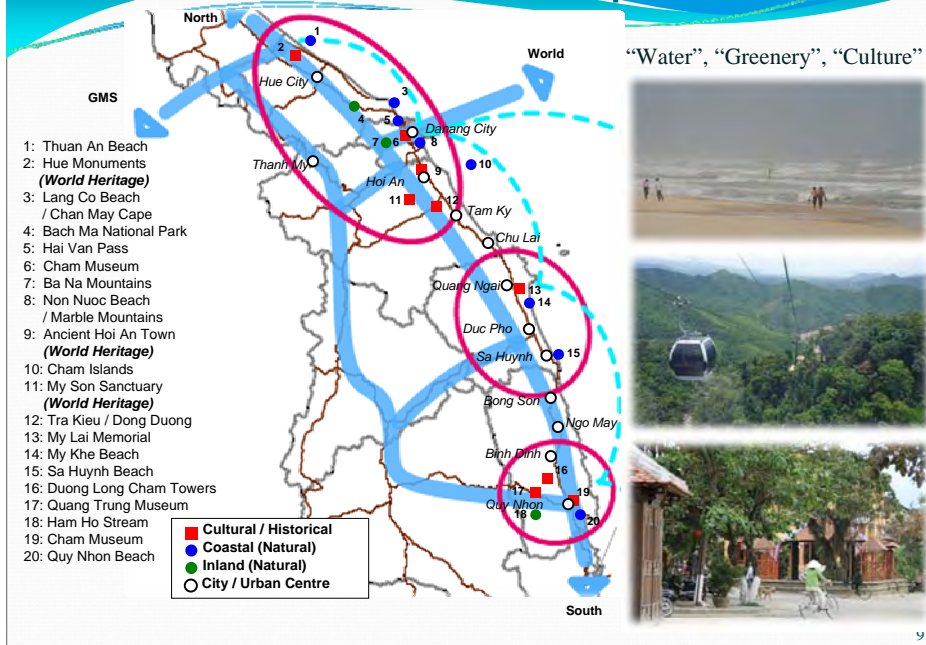 North
World
GMS
“Water”, “Greenery”, “Culture”
1
2
Hue City
3
4
5
Danang City
7 6
8
Thanh My
9
10
Hoi An
11
12
Tam Ky
Chu Lai
Quang Ngai
13
14
Duc Pho
Sa Huynh
15
Bong Son
Ngo May
Binh Dinh
16
17
19
Quy Nhon
18
20
South
1: Thuan An Beach
2: Hue Monuments
(World Heritage)
3: Lang Co Beach
/ Chan May Cape
4: Bach Ma National Park
5: Hai Van Pass
6: Cham Museum
7: Ba Na Mountains
8: Non Nuoc Beach
/ Marble Mountains
9: Ancient Hoi An Town
(World Heritage)
10: Cham Islands
11: My Son Sanctuary
(World Heritage)
12: Tra Kieu / Dong Duong
13: My Lai Memorial
14: My Khe Beach
15: Sa Huynh Beach
16: Duong Long Cham Towers
17: Quang Trung Museum
18: Ham Ho Stream
19: Cham Museum
20: Quy Nhon Beach
Cultural / Historical
Coastal (Natural)
Inland (Natural)
City / Urban Centre
9